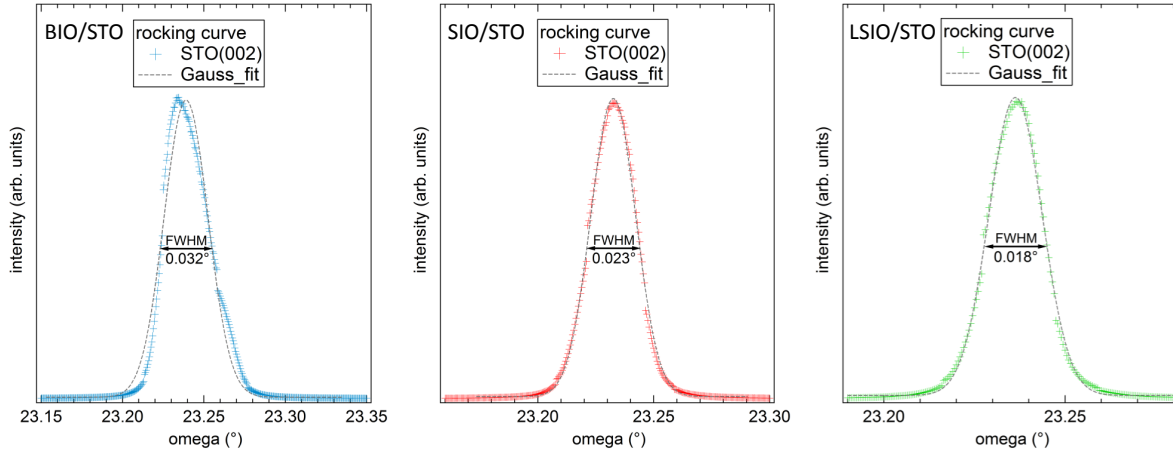 BIO/STO
rocking curve
STO(002)
Gauss_fit
intensity (arb. units)
FWHM
0.032°
23.15 23.20 23.25 23.30 23.35
omega (°)
SIO/STO
rocking curve
STO(002)
Gauss_fit
intensity (arb. units)
FWHM
0.023°
23.20 23.25 23.30
omega (°)
LSIO/STO
rocking curve
STO(002)
Gauss_fit
intensity (arb. units)
FWHM
0.018°
23.20 23.25
omega (°)